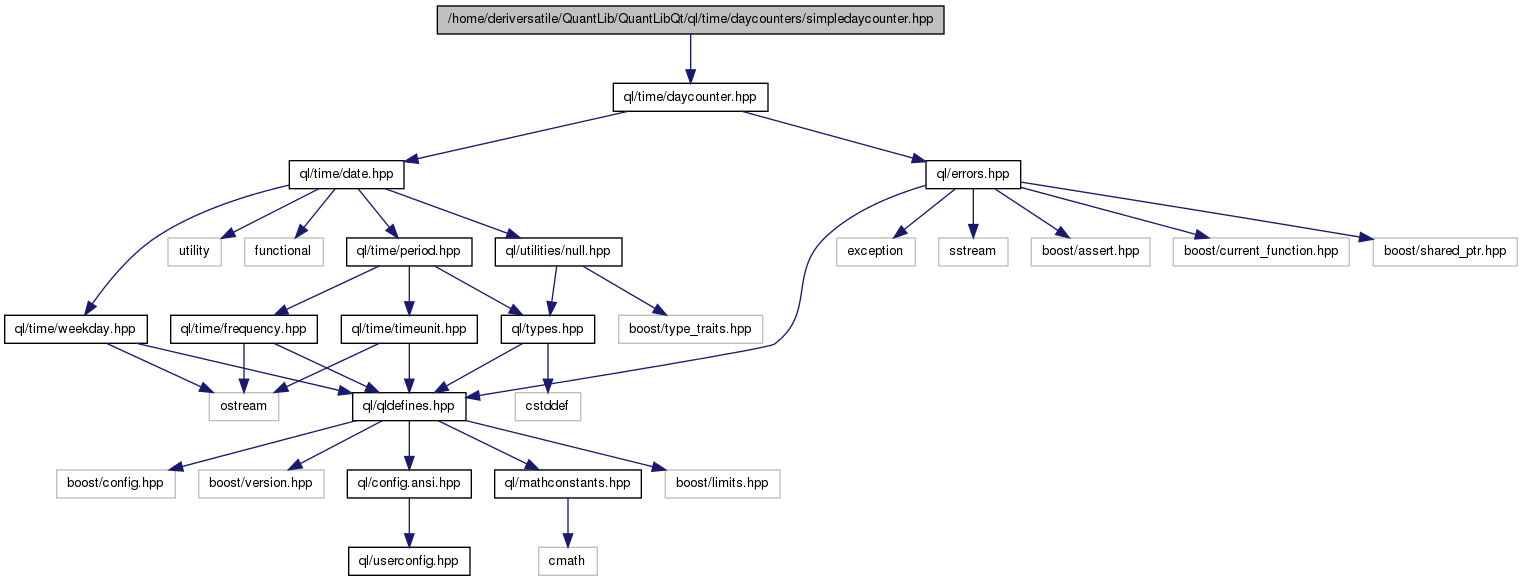 /home/deriversatile/QuantLib/QuantLibQt/ql/time/daycounters/simpledaycounter.hpp
ql/time/daycounter.hpp
ql/time/date.hpp
ql/errors.hpp
utility
functional
ql/time/period.hpp
ql/utilities/null.hpp
exception
sstream
boost/assert.hpp
boost/current_function.hpp
boost/shared_ptr.hpp
ql/time/weekday.hpp
ql/time/frequency.hpp
ql/time/timeunit.hpp
ql/types.hpp
boost/type_traits.hpp
ostream
ql/qldefines.hpp
cstddef
boost/config.hpp
boost/version.hpp
ql/config.ansi.hpp
ql/mathconstants.hpp
boost/limits.hpp
ql/userconfig.hpp
cmath